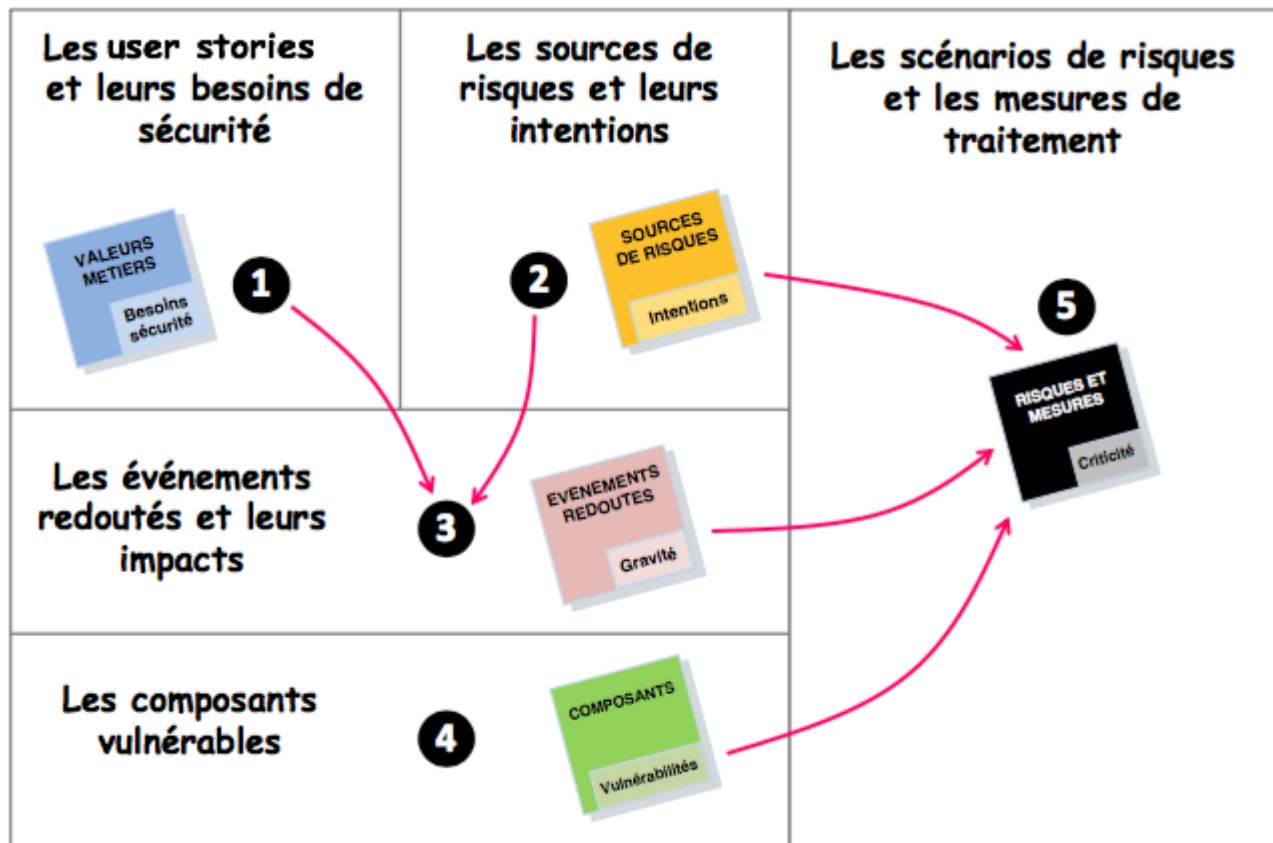 Les user stories
et leurs besoins de
sécurité
VALEURS
METIERS
Besoins
sécurité
1
Les sources de
risques et leurs
intentions
2
SOURCES
DE RISQUES
Intentions
Les scénarios de risques
et les mesures de
traitement
5
RISQUES ET
MESURES
Criticité
Les événements
redoutés et leurs
impacts
3
EVENEMENTS
REDOUTES
Gravité
Les composants
vulnérables
4
COMPOSANTS
Vulnérabilités